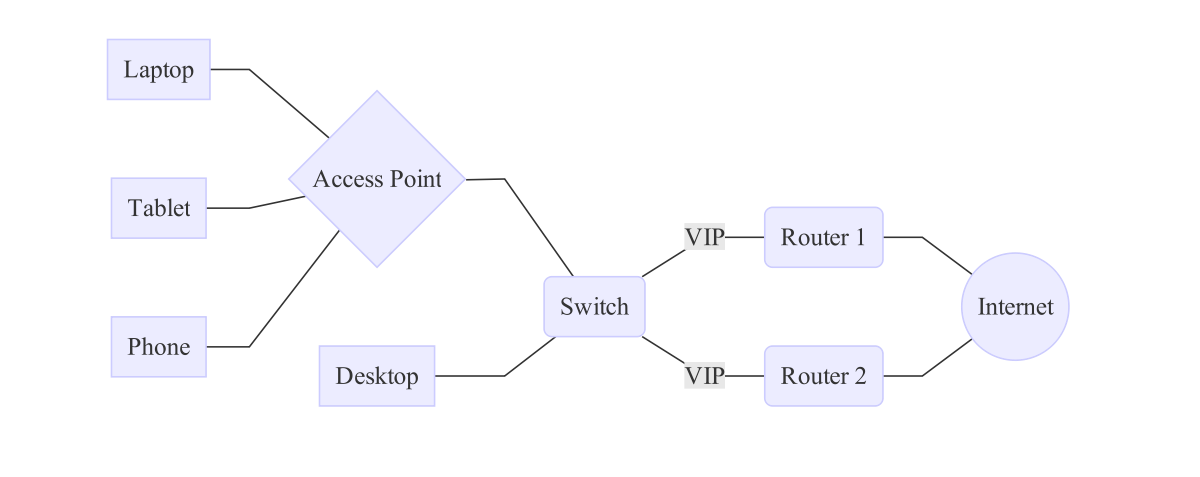 Laptop
Tablet
Phone
Access Point
Desktop
Switch
VIP
VIP
Router 1
Router 2
Internet